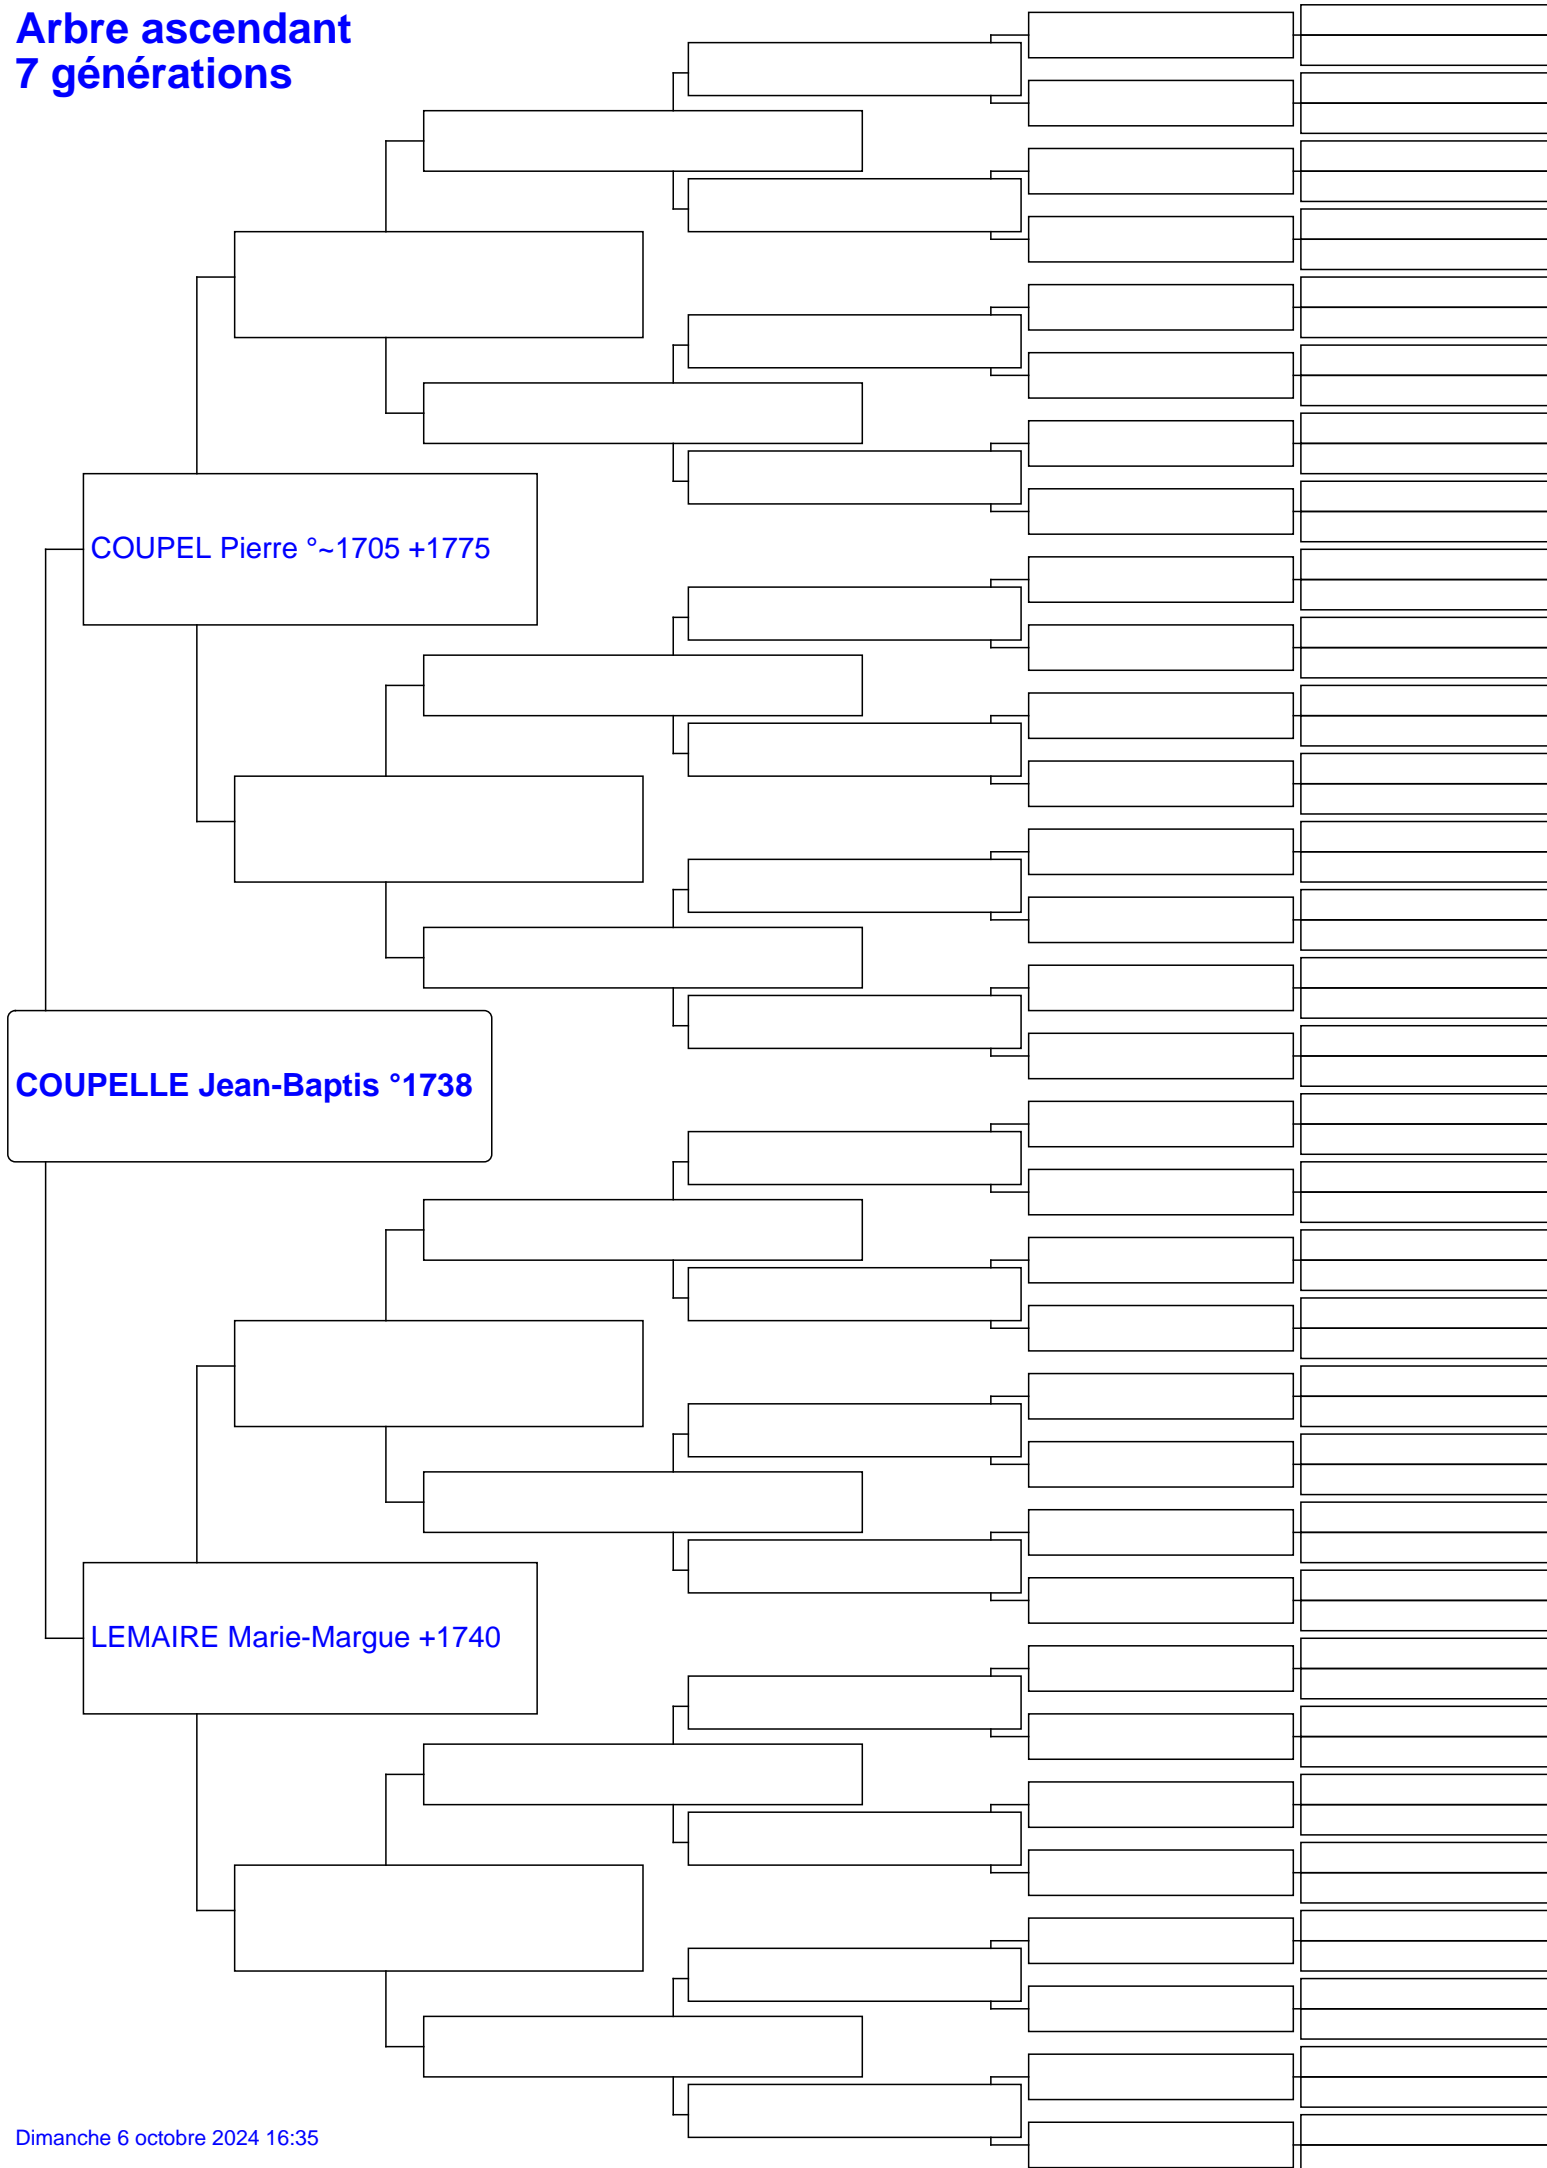 Arbre ascendant
7 générations
COUPEL Pierre °~1705 +1775
COUPELLE Jean-Baptis °1738
LEMAIRE Marie-Margue +1740
Dimanche 6 octobre 2024 16:35